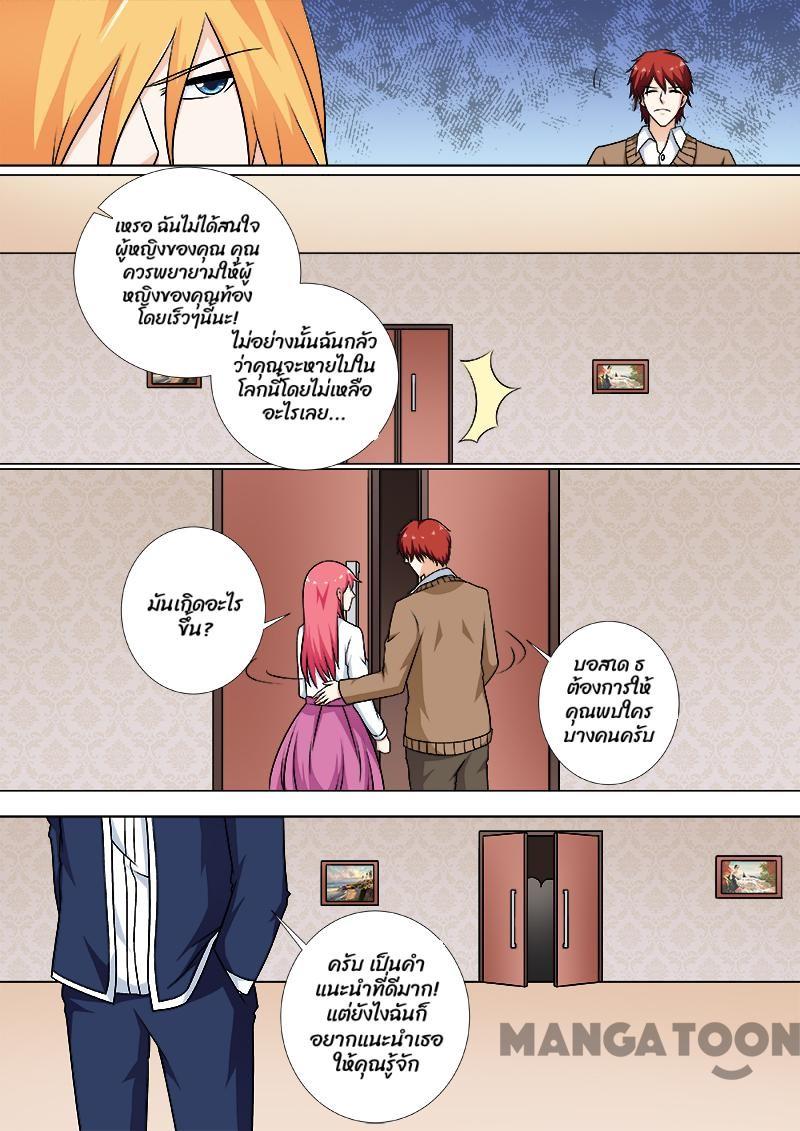 เหรอ ฉันไม่ได้สนใจ
ผู้หญิงของคุณ คุณ
ควรพยายามให้ผู้
หญิงของคุณท้อง
โดยเร็วๆนี้นะ!
ไม่อย่างนั้นฉันกลัว
ว่าคุณจะหายไปใน
โลกนี้โดยไม่เหลือ
อะไรเลย...
มันเกิดอะไร
ขึ้น?
บอสเด ธ
ต้องการให้
คุณพบใคร
บางคนครับ
ครับ เป็นคำ
แนะนำที่ดีมาก!
แต่ยังไงฉันก็
อยากแนะนำเธอ
ให้คุณรู้จัก
MANGATOON